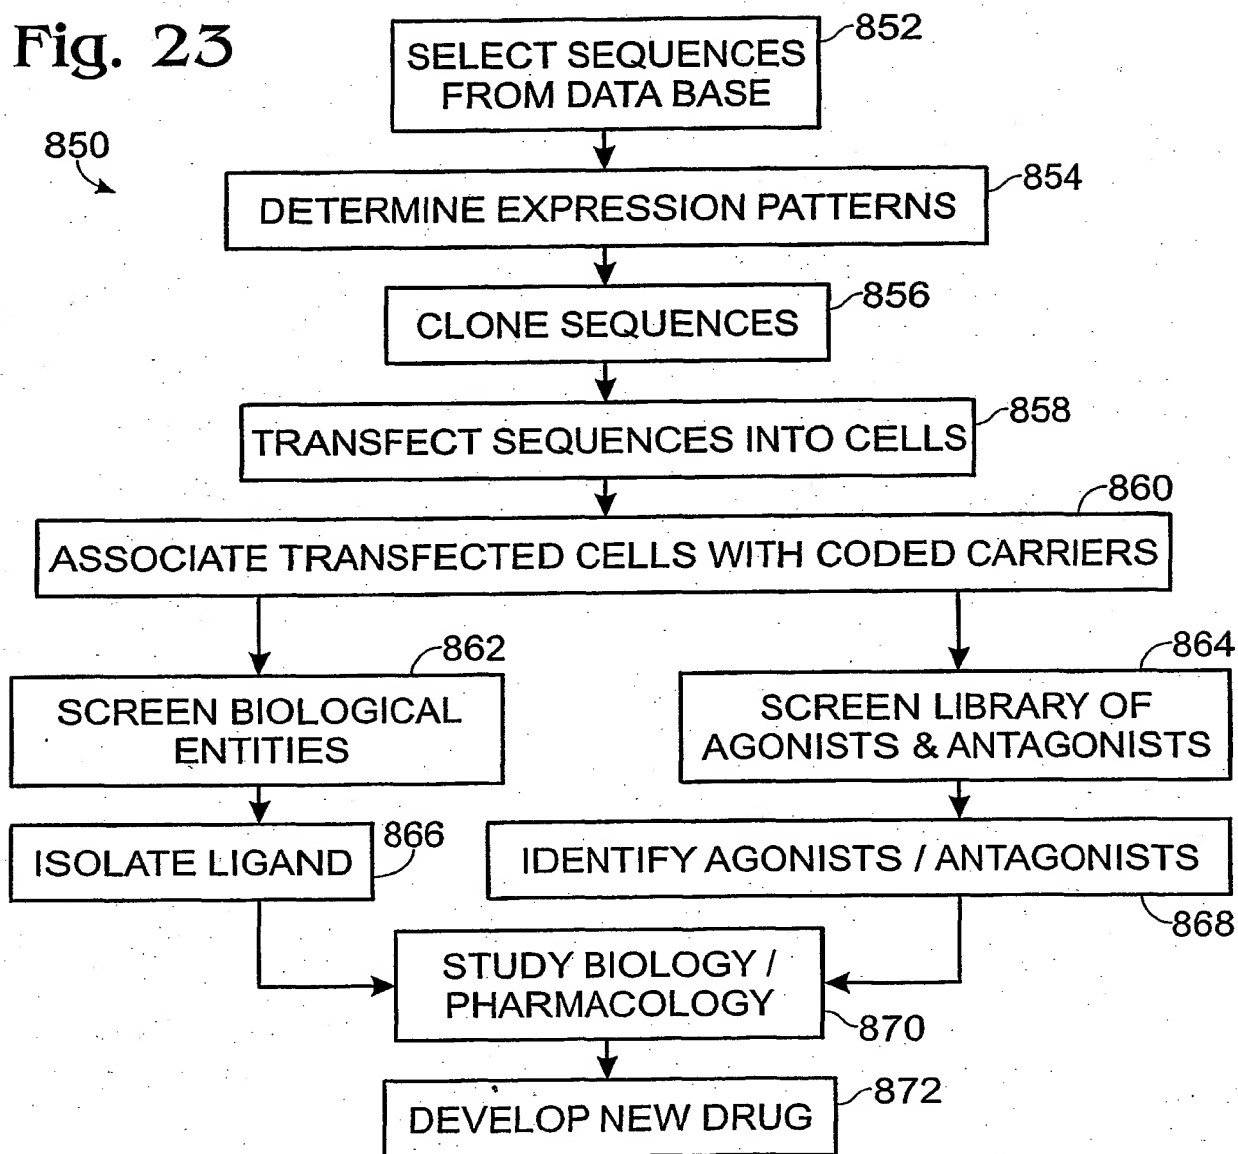 Fig. 23
850
852
SELECT SEQUENCES
FROM DATA BASE
854
DETERMINE EXPRESSION PATTERNS
856
CLONE SEQUENCES
858
TRANSFECT SEQUENCES INTO CELLS
860
ASSOCIATE TRANSFECTED CELLS WITH CODED CARRIERS
862
SCREEN BIOLOGICAL
ENTITIES
864
SCREEN LIBRARY OF
AGONISTS & ANTAGONISTS
866
ISOLATE LIGAND
IDENTIFY AGONISTS / ANTAGONISTS
868
STUDY BIOLOGY /
PHARMACOLOGY
870
872
DEVELOP NEW DRUG